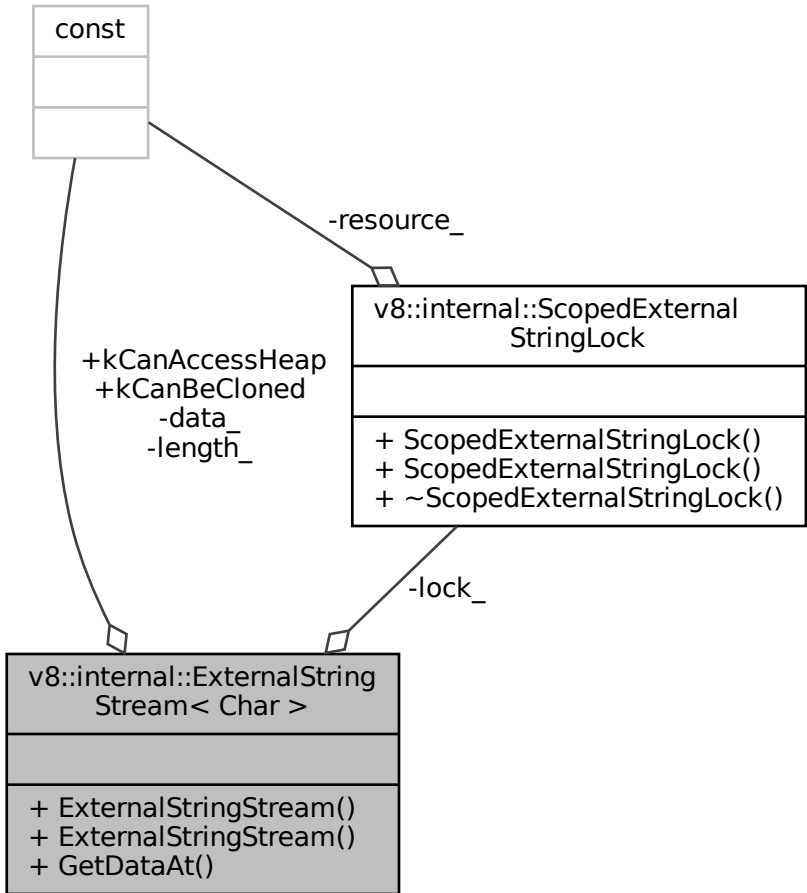 const
-resource_
v8::internal::ScopedExternal
StringLock
+kCanAccessHeap
+kCanBeCloned
-data_
-length_
+ ScopedExternalStringLock()
+ ScopedExternalStringLock()
+ ~ScopedExternalStringLock()
-lock_
v8::internal::ExternalString
Stream< Char >
+ ExternalStringStream()
+ ExternalStringStream()
+ GetDataAt()